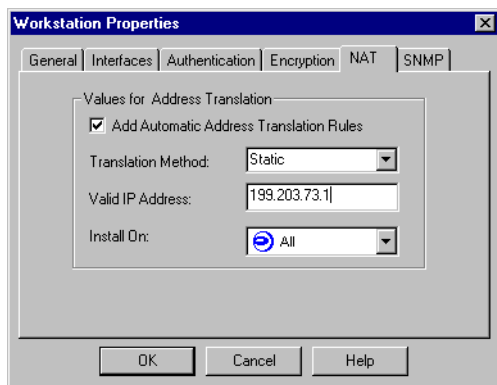 Workstation Properties
General Interfaces Authentication Encryption NAT SNMP
Values for Address Translation
Add Automatic Address Translation Rules
Translation Method: Static
Valid IP Address: 199.203.73.1
Install On: All
OK Cancel Help